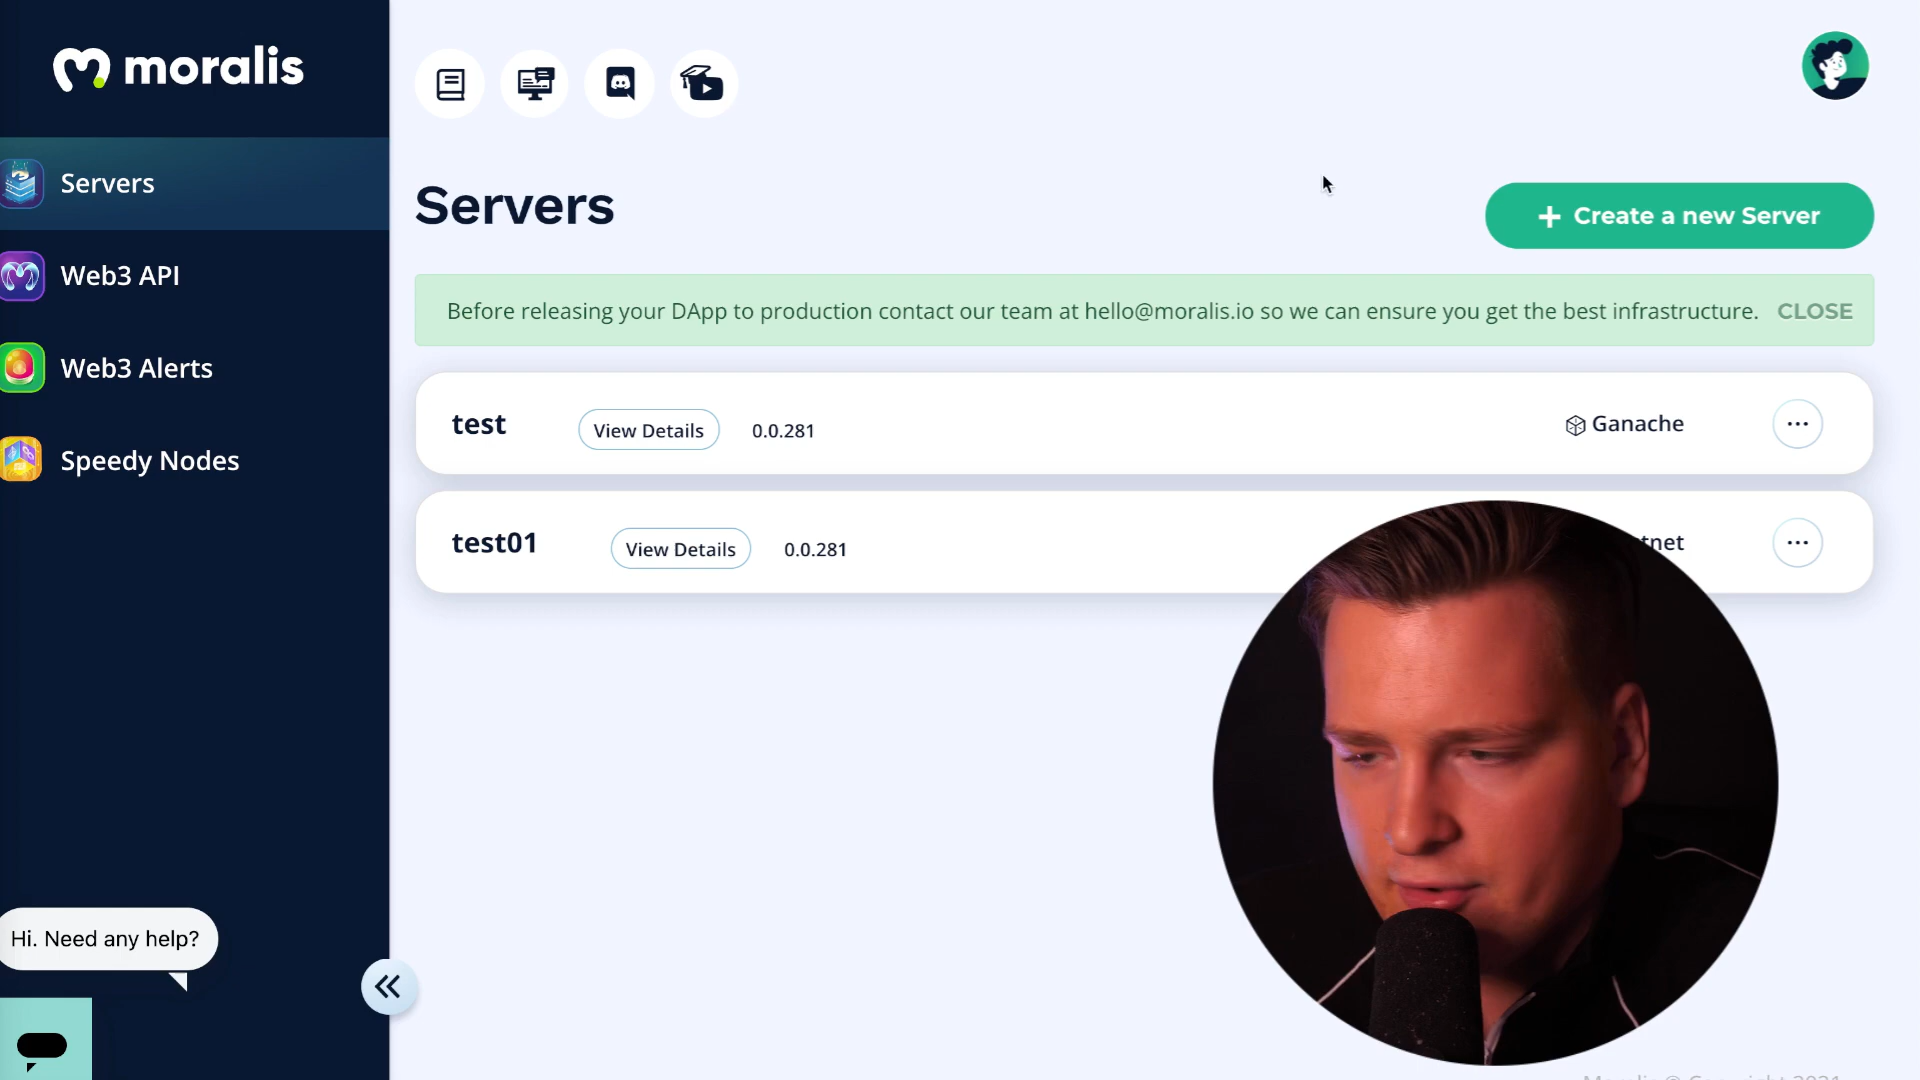 moralis
Servers
Web3 API
Web3 Alerts
Speedy Nodes
Hi. Need any help?
Servers
+ Create a new Server
Before releasing your DApp to production contact our team at hello@moralis.io so we can ensure you get the best infrastructure. CLOSE
test View Details 0.0.281 Ganache ...
test01 View Details 0.0.281 tnet ...